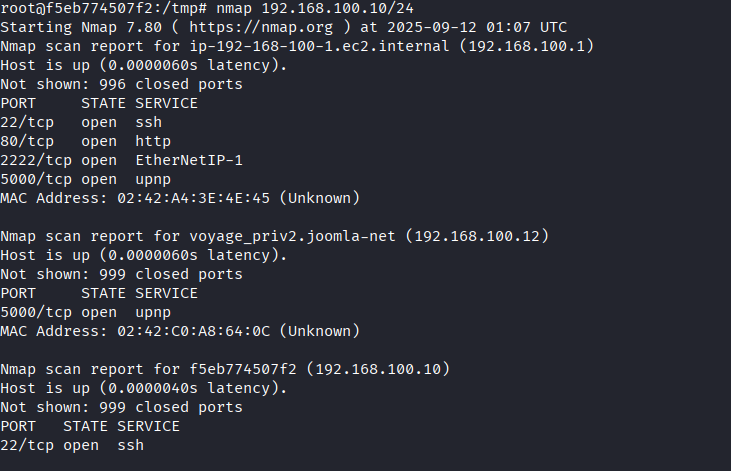 root@f5eb774507f2:/tmp# nmap 192.168.100.10/24
Starting Nmap 7.80 ( https://nmap.org ) at 2025-09-12 01:07 UTC
Nmap scan report for ip-192-168-100-1.ec2.internal (192.168.100.1)
Host is up (0.0000060s latency).
Not shown: 996 closed ports
PORT     STATE SERVICE
22/tcp   open  ssh
80/tcp   open  http
2222/tcp open  EtherNetIP-1
5000/tcp open  upnp
MAC Address: 02:42:A4:3E:4E:45 (Unknown)

Nmap scan report for voyage_priv2.joomla-net (192.168.100.12)
Host is up (0.0000060s latency).
Not shown: 999 closed ports
PORT     STATE SERVICE
5000/tcp open  upnp
MAC Address: 02:42:C0:A8:64:0C (Unknown)

Nmap scan report for f5eb774507f2 (192.168.100.10)
Host is up (0.0000040s latency).
Not shown: 999 closed ports
PORT   STATE SERVICE
22/tcp open  ssh